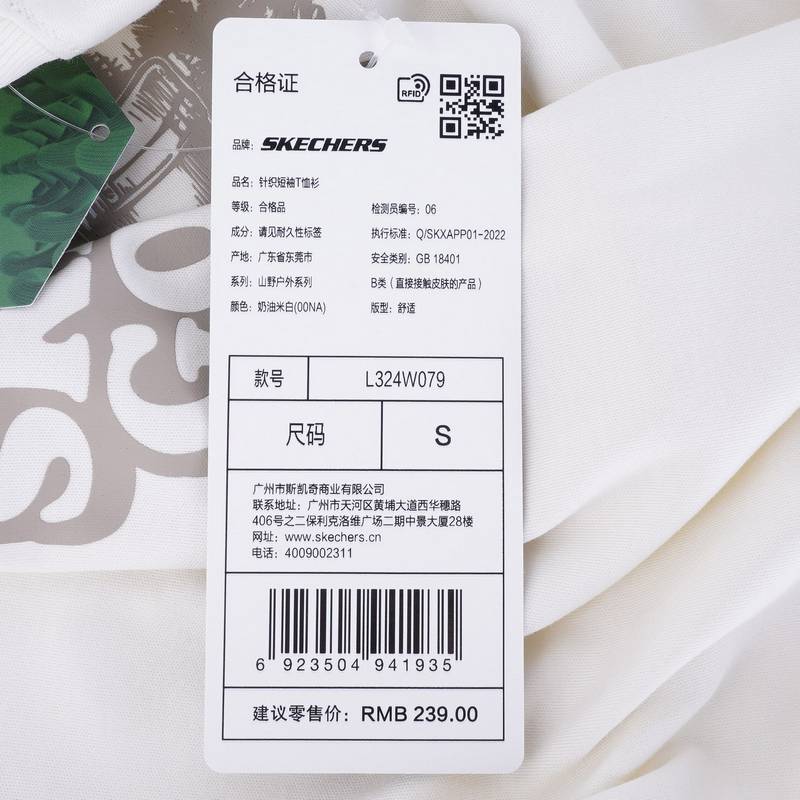 合格证
RFID
品牌: SKECHERS
品名: 针织短袖T恤衫
等级: 合格品
检测员编号: 06
成分: 请见耐久性标签
执行标准: Q/SKXAPP01-2022
产地: 广东省东莞市
安全类别: GB 18401
系列: 山野户外系列
B类（直接接触皮肤的产品）
颜色: 奶油米白(00NA)
版型: 舒适
款号 L324W079
尺码 S
广州市斯凯奇商业有限公司
联系地址: 广州市天河区黄埔大道西华穗路
406号之二保利克洛维广场二期中景大厦28楼
网址: www.skechers.cn
电话: 4009002311
6 923504 941935
建议零售价: RMB 239.00